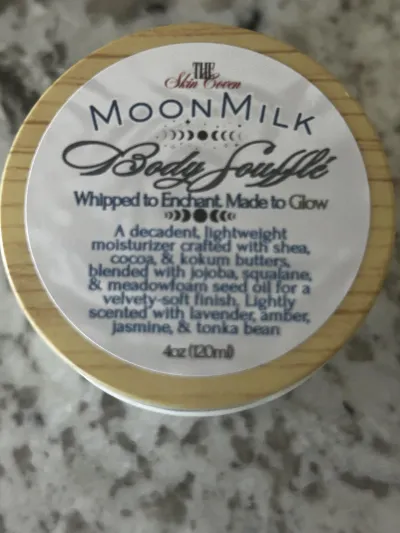 THE
Skin Coven
MOONMILK
Body Soufflé
Whipped to Enchant. Made to Glow
A decadent, lightweight
moisturizer crafted with shea,
cocoa, & kokum butters,
blended with jojoba, squalane,
& meadowfoam seed oil for a
velvety-soft finish. Lightly
scented with lavender, amber,
jasmine, & tonka bean
4oz (120ml)